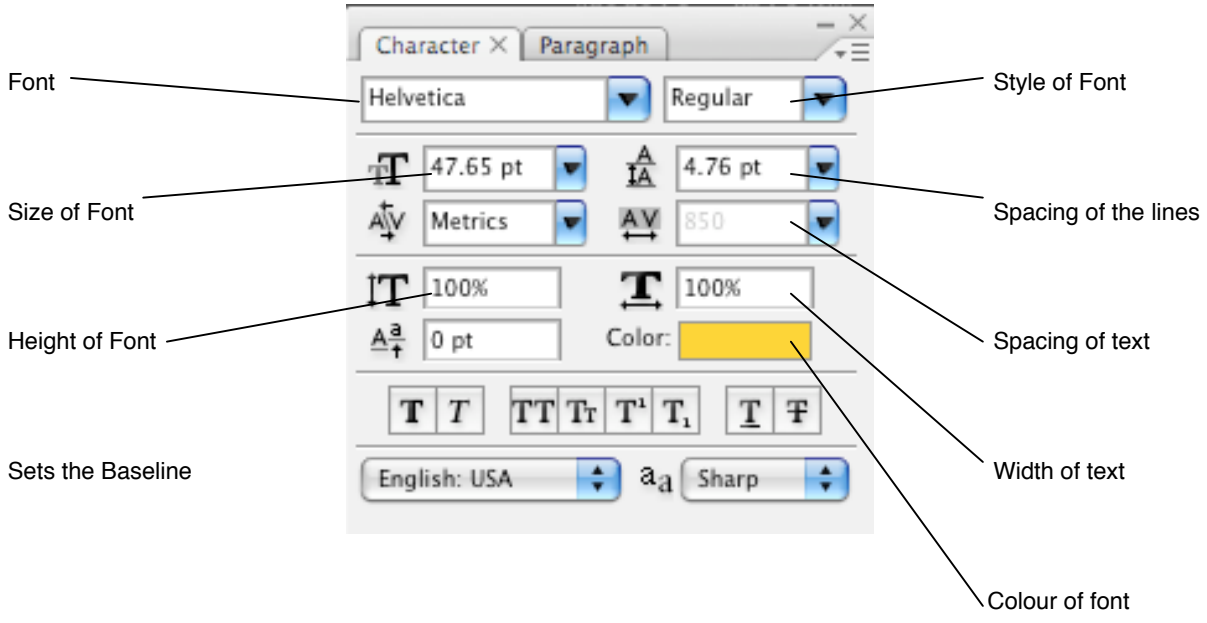 Character × Paragraph
Font
Helvetica Regular
Style of Font
47.65 pt 4.76 pt
Size of Font
Spacing of the lines
Metrics 850
100% 100%
Height of Font
0 pt Color:
Spacing of text
T T TT Tt T¹ T₁ T T
Sets the Baseline
English: USA aa Sharp
Width of text
Colour of font